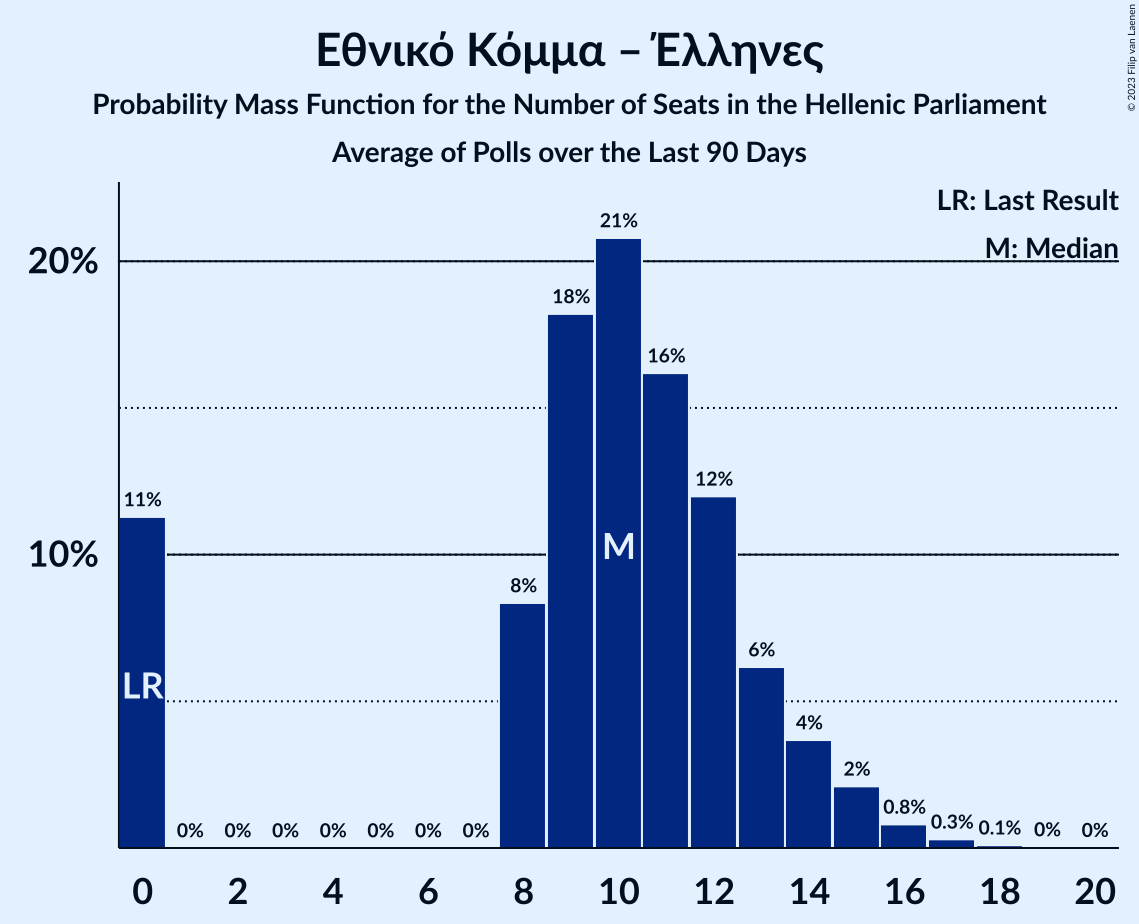 Εθνικό Κόμμα – Έλληνες
Probability Mass Function for the Number of Seats in the Hellenic Parliament
Average of Polls over the Last 90 Days
© 2023 Filip van Laenen
LR: Last Result
M: Median
20%
10%
11%
0%
0%
0%
0%
0%
0%
0%
8%
18%
21%
16%
12%
6%
4%
2%
0.8%
0.3%
0.1%
0%
0%
LR
M
0 2 4 6 8 10 12 14 16 18 20